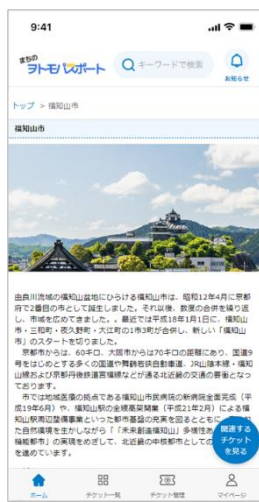 9:41
まちの
ヲトモパスポート
キーワードで検索
お知らせ
トップ > 福知山市
福知山市
由良川流域の福知山盆地にひらける福知山市は、昭和12年4月に京都
府で2番目の市として誕生しました。それ以後、数度の合併を繰り返
し、市域を広めてきました。。最近では平成18年1月1日に、福知山
市・三和町・夜久野町・大江町の1市3町が合併し、新しい「福知山
市」のスタートを切りました。
京都市からは、60キロ、大阪市からは70キロの距離にあり、国道9
号をはじめとする多くの国道や舞鶴若狭自動車道、JR山陰本線・福知
山線および京都丹後鉄道宮福線などが通る北近畿の交通の要衝となっ
ております。
市では地域医療の拠点である福知山市民病院の新病院全面完成（平
成19年6月）や、福知山駅の全線高架開業（平成21年2月）による福
知山駅周辺整備事業といった都市基盤の充実を図るとともに、
た自然環境を生かしながら「「未来創造福知山」多様性あ
機能都市」の実現をめざして、北近畿の中核都市としての
を進めています。
関連する
チケット
を見る
ホーム
チケット一覧
チケット管理
マイページ